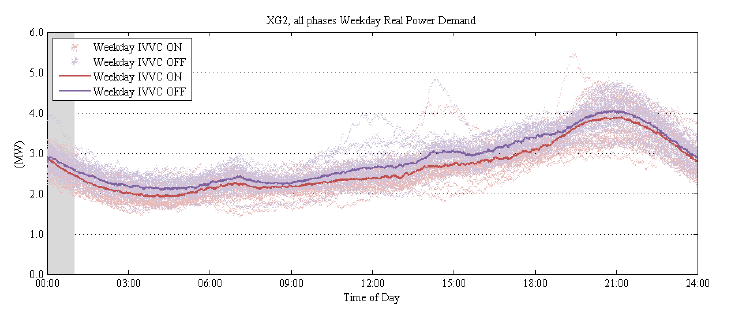 XG2, all phases Weekday Real Power Demand
6.0
5.0
4.0
3.0
2.0
1.0
0.0
(MW)
Weekday IVVC ON
Weekday IVVC OFF
Weekday IVVC ON
Weekday IVVC OFF
00:00 03:00 06:00 09:00 12:00 15:00 18:00 21:00 24:00
Time of Day